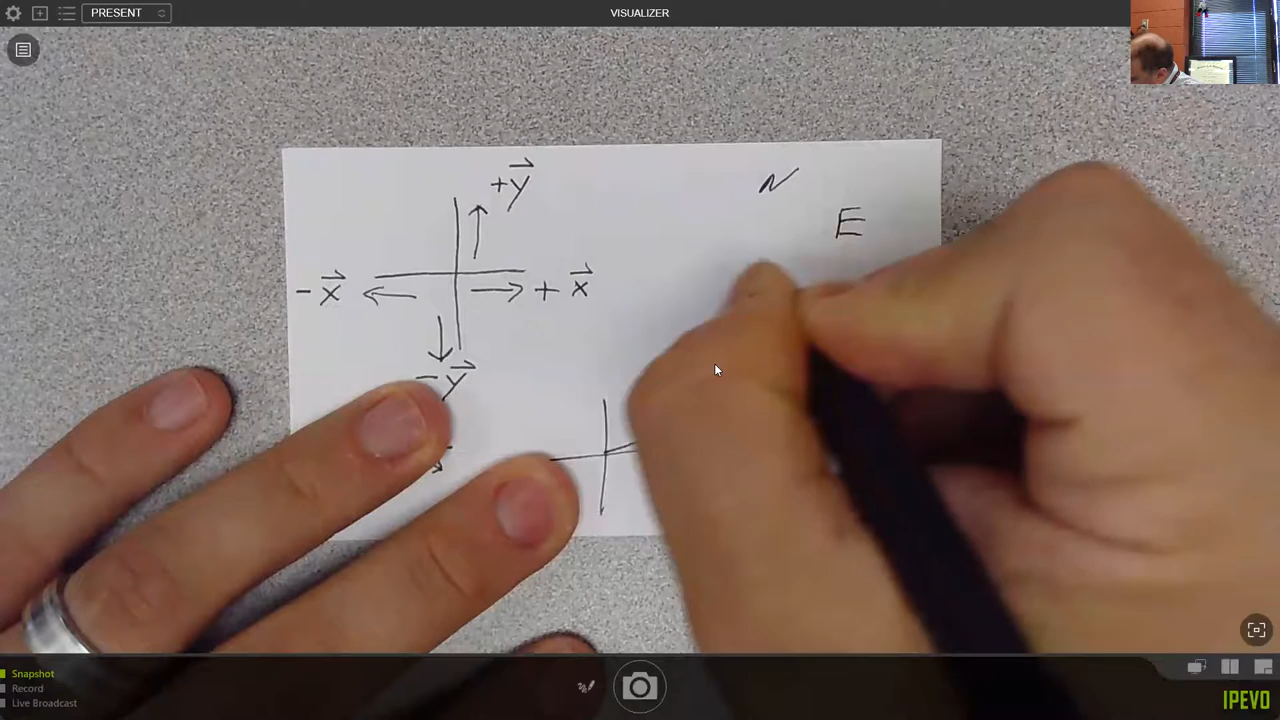 PRESENT
VISUALIZER
+y⃗
N
E
-x⃗
+ x⃗
-y⃗
Snapshot
Record
Live Broadcast
IPEVO